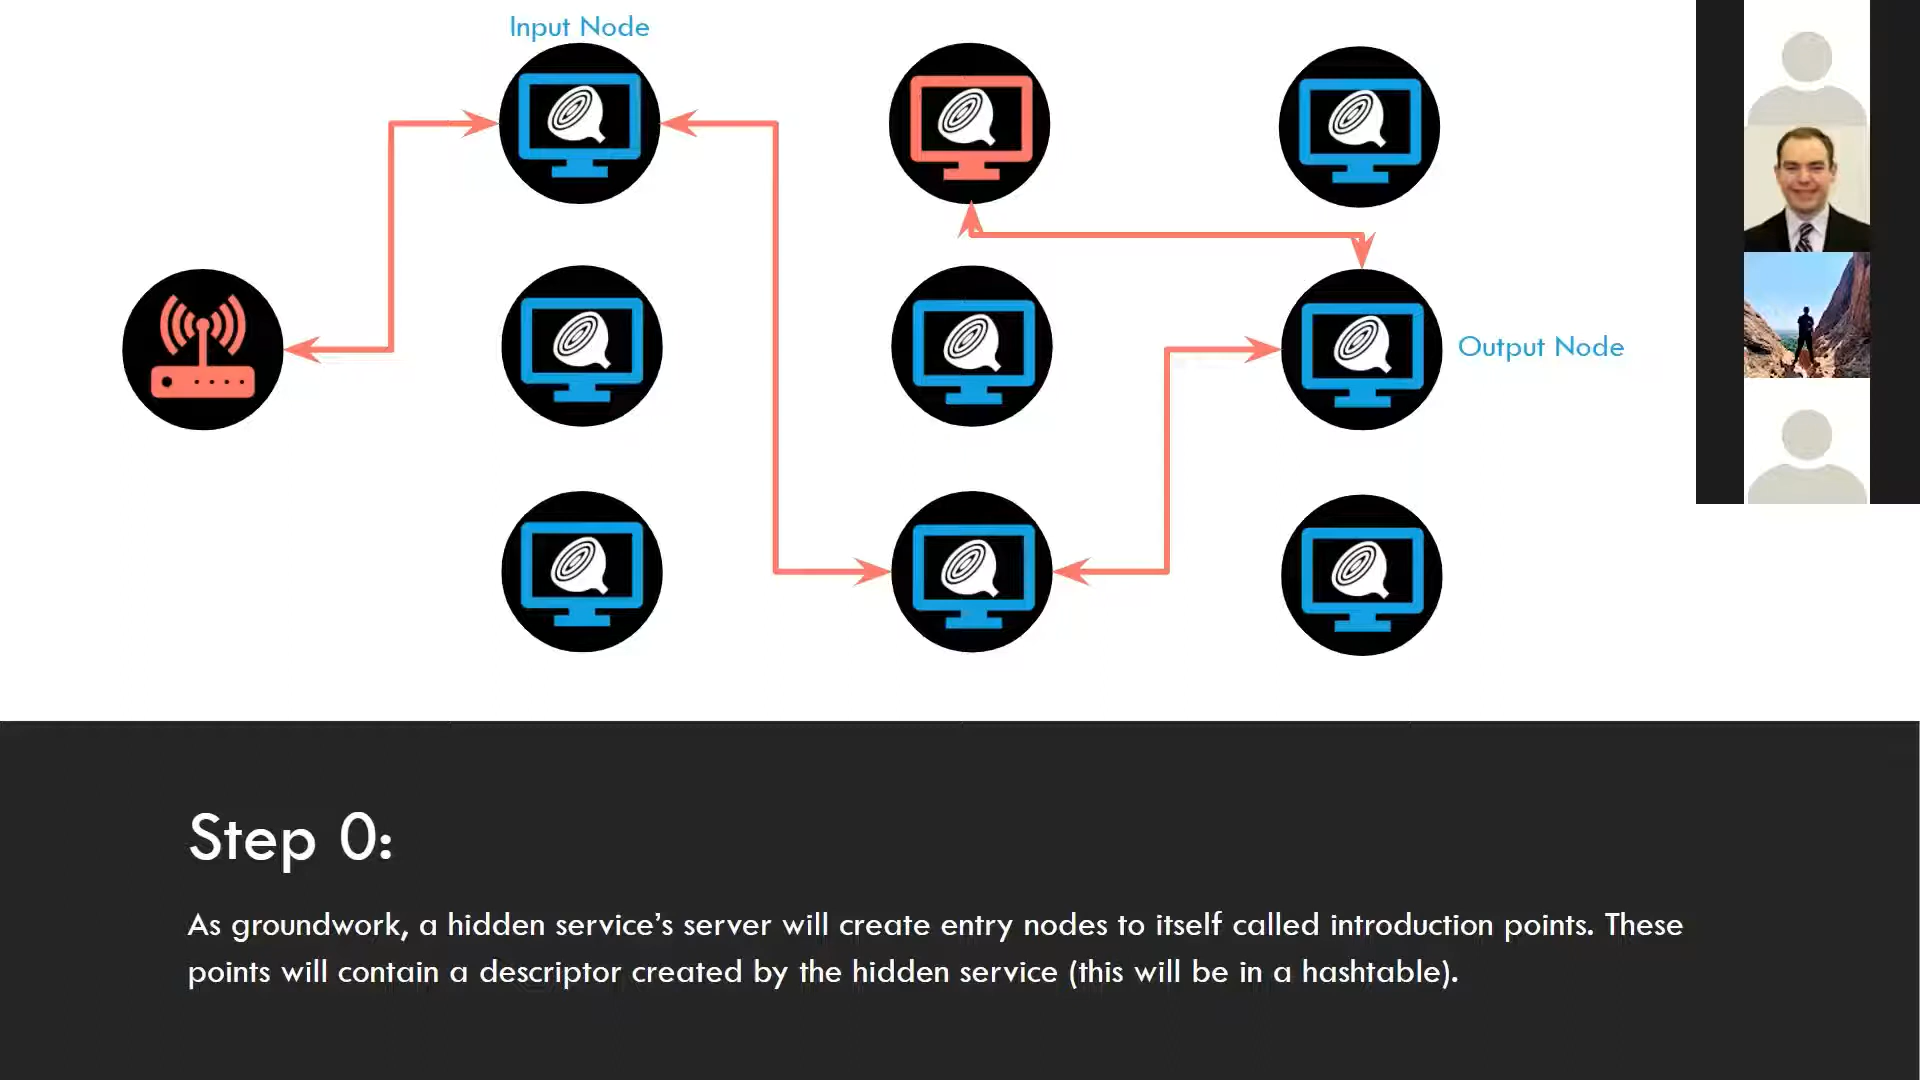 Input Node
Output Node
Step 0:
As groundwork, a hidden service’s server will create entry nodes to itself called introduction points. These
points will contain a descriptor created by the hidden service (this will be in a hashtable).